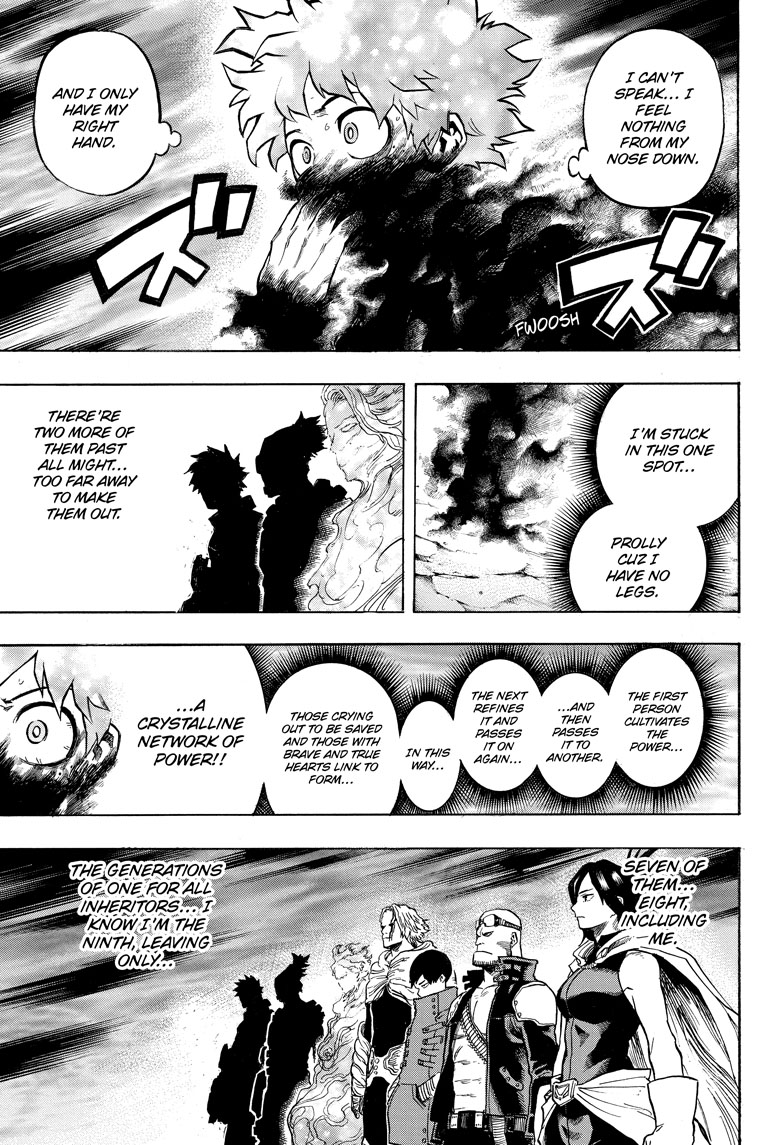 I CAN'T
SPEAK... I
FEEL
NOTHING
FROM MY
NOSE DOWN.
AND I ONLY
HAVE MY
RIGHT
HAND.
ズズ
FWOOSH
I'M STUCK
IN THIS ONE
SPOT...
PROLLY
CUZ I
HAVE NO
LEGS.
THERE'RE
TWO MORE OF
THEM PAST
ALL MIGHT...
TOO FAR AWAY
TO MAKE
THEM OUT.
THE FIRST
PERSON
CULTIVATES
THE
POWER...
...AND
THEN
PASSES
IT TO
ANOTHER.
THE NEXT
REFINES
IT AND
PASSES
IT ON
AGAIN...
IN THIS
WAY...
THOSE CRYING
OUT TO BE SAVED
AND THOSE WITH
BRAVE AND TRUE
HEARTS LINK TO
FORM...
...A
CRYSTALLINE
NETWORK OF
POWER!!
SEVEN OF
THEM...
EIGHT,
INCLUDING
ME.
THE GENERATIONS
OF ONE FOR ALL
INHERITORS... I
KNOW I'M THE
NINTH, LEAVING
ONLY...